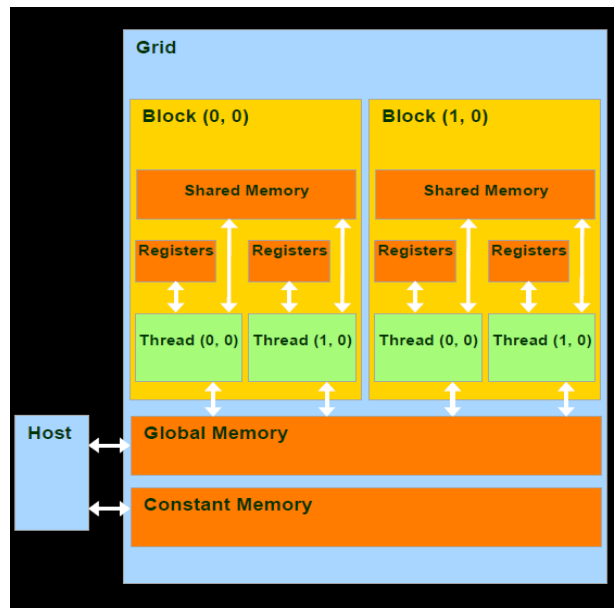 Grid
Block (0, 0)
Block (1, 0)
Shared Memory
Shared Memory
Registers
Registers
Registers
Registers
Thread (0, 0)
Thread (1, 0)
Thread (0, 0)
Thread (1, 0)
Host
Global Memory
Constant Memory